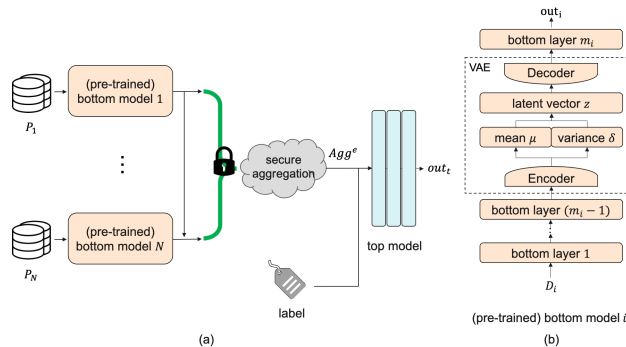 (pre-trained)
bottom model 1
P₁
⋮
(pre-trained)
bottom model N
P_N
secure
aggregation
Agg^e
out_t
top model
label
(a)
out_i
bottom layer m_i
VAE
Decoder
latent vector z
mean μ
variance δ
Encoder
bottom layer (m_i − 1)
⋮
bottom layer 1
D_i
(pre-trained) bottom model i
(b)